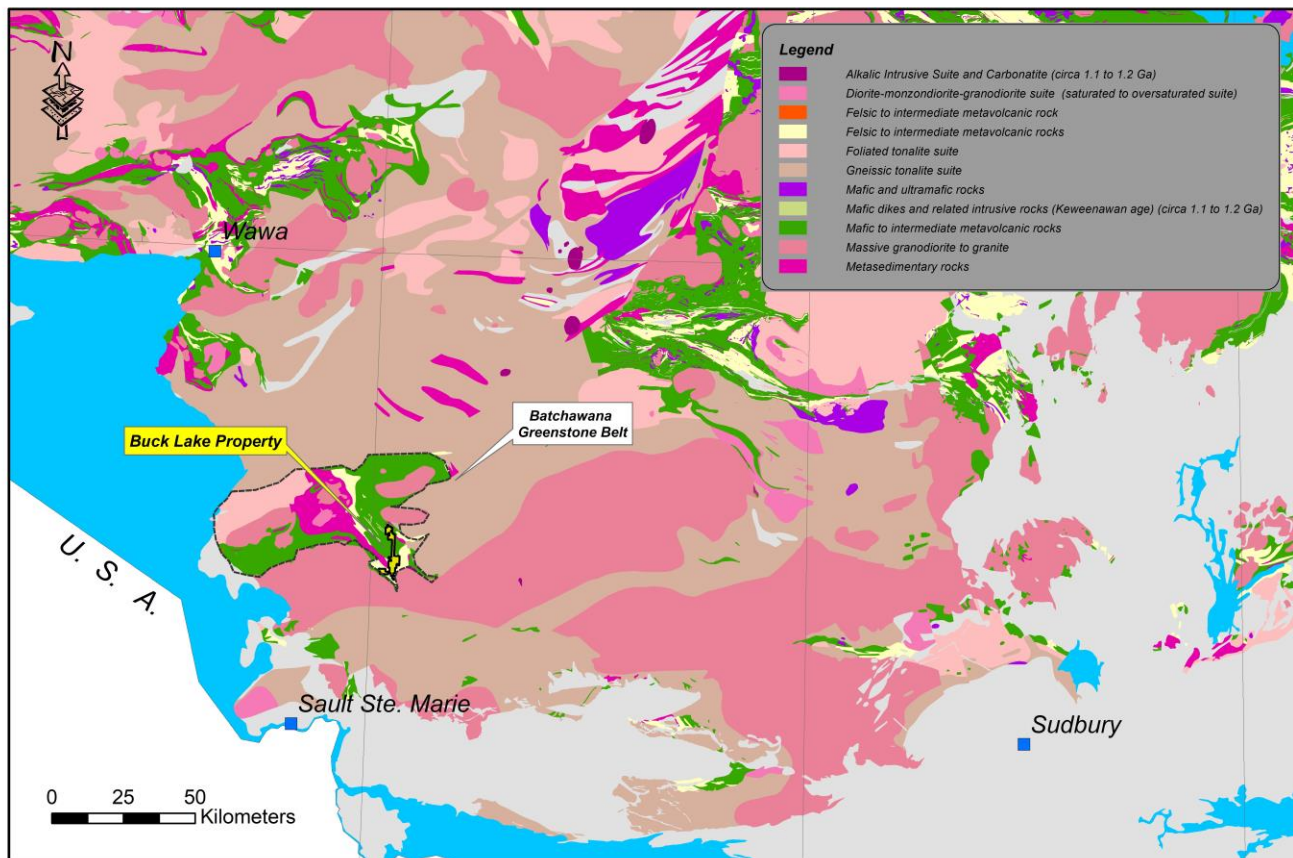 N
Legend
Alkalic Intrusive Suite and Carbonatite (circa 1.1 to 1.2 Ga)
Diorite-monzondiorite-granodiorite suite (saturated to oversaturated suite)
Felsic to intermediate metavolcanic rock
Felsic to intermediate metavolcanic rocks
Foliated tonalite suite
Gneissic tonalite suite
Mafic and ultramafic rocks
Mafic dikes and related intrusive rocks (Keweenawan age) (circa 1.1 to 1.2 Ga)
Mafic to intermediate metavolcanic rocks
Massive granodiorite to granite
Metasedimentary rocks
Wawa
Batchawana
Greenstone Belt
Buck Lake Property
U. S. A.
Sault Ste. Marie
Sudbury
0 25 50
Kilometers